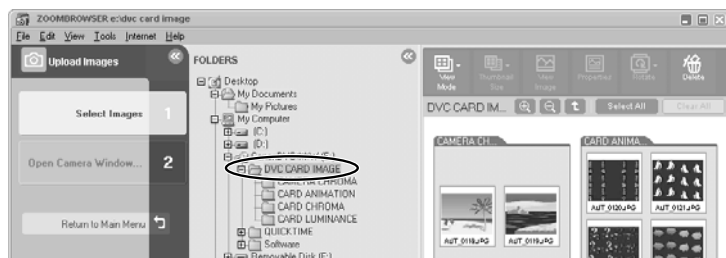 ZOOMBROWSER e:\dvc card image
File Edit View Tools Internet Help
Upload Images
Select Images 1
Open Camera Window... 2
Return to Main Menu
FOLDERS
Desktop
My Documents
My Pictures
My Computer
(C:)
(D:)
DVC CARD IMAGE
CAMERA CHROMA
CARD ANIMATION
CARD CHROMA
CARD LUMINANCE
QUICKTIME
Software
Removable Disk (F:)
View Mode
Thumbnail Size
View Image
Properties
Rotate
Delete
DVC CARD IM...
Select All
Clear All
CAMERA CH...
CARD ANIMA...
AUT_0118.JPG
AUT_0119.JPG
AUT_0120.JPG
AUT_0121.JPG